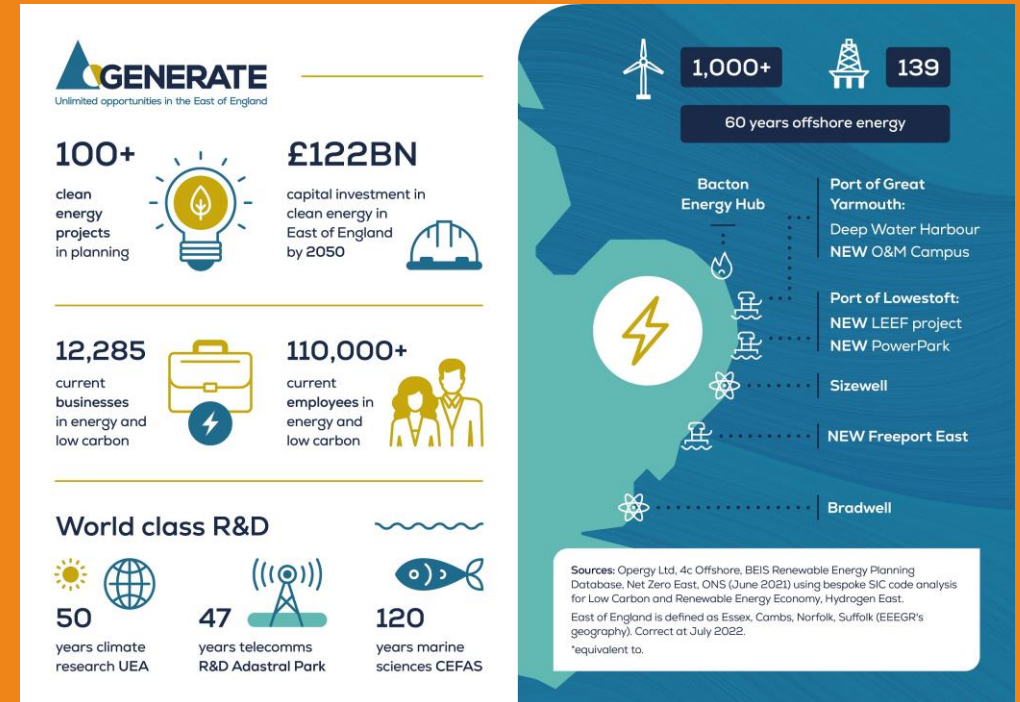 GENERATE
Unlimited opportunities in the East of England
100+
clean
energy
projects
in planning
£122BN
capital investment in
clean energy in
East of England
by 2050
12,285
current
businesses
in energy and
low carbon
110,000+
current
employees in
energy and
low carbon
World class R&D
50
years climate
research UEA
47
years telecomms
R&D Adastral Park
120
years marine
sciences CEFAS
1,000+
139
60 years offshore energy
Bacton
Energy Hub
Port of Great
Yarmouth:
Deep Water Harbour
NEW O&M Campus
Port of Lowestoft:
NEW LEEF project
NEW PowerPark
Sizewell
NEW Freeport East
Bradwell
Sources: Opergy Ltd, 4c Offshore, BEIS Renewable Energy Planning
Database, Net Zero East, ONS (June 2021) using bespoke SIC code analysis
for Low Carbon and Renewable Energy Economy, Hydrogen East.
East of England is defined as Essex, Cambs, Norfolk, Suffolk (EEEGR's
geography). Correct at July 2022.
*equivalent to.